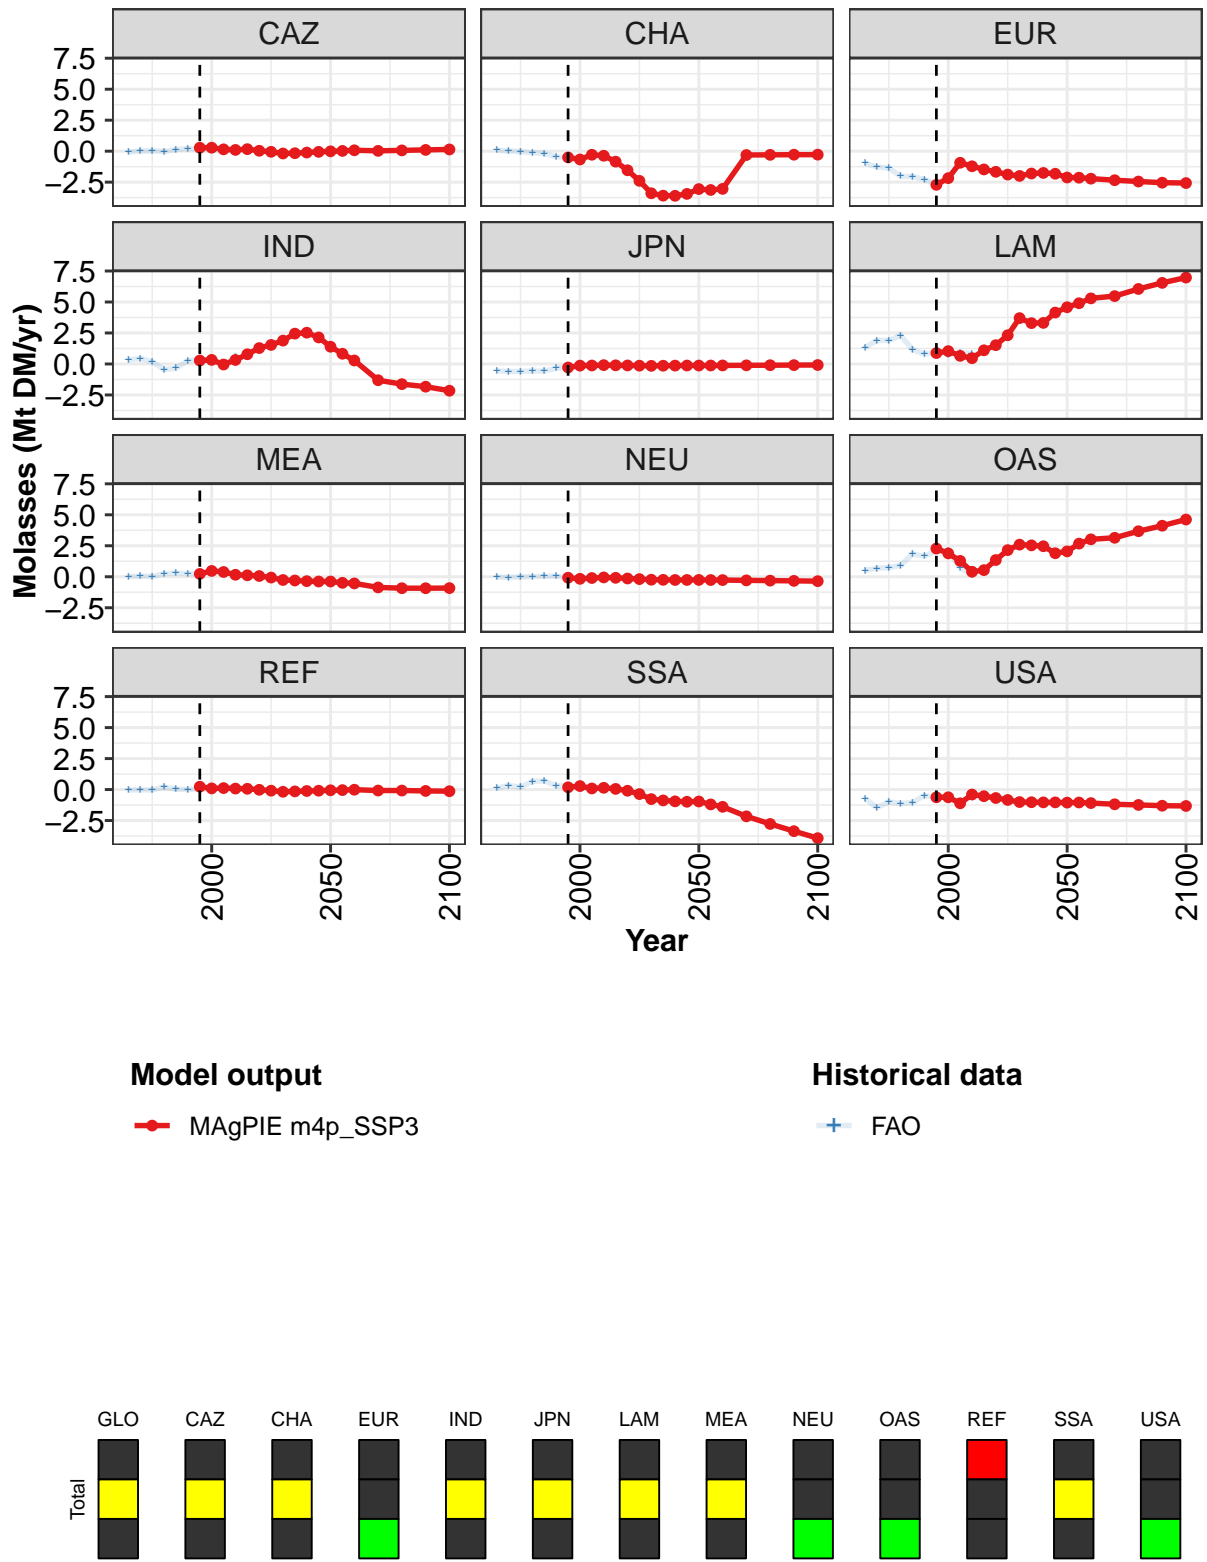 CAZ CHA EUR
7.5
5.0
2.5
0.0
−2.5
IND JPN LAM
7.5
5.0
2.5
0.0
−2.5
MEA NEU OAS
7.5
5.0
2.5
0.0
−2.5
REF SSA USA
7.5
5.0
2.5
0.0
−2.5
Molasses (Mt DM/yr)
2000 2050 2100 2000 2050 2100 2000 2050 2100
Year
Model output Historical data
MAgPIE m4p_SSP3 FAO
GLO CAZ CHA EUR IND JPN LAM MEA NEU OAS REF SSA USA
Total